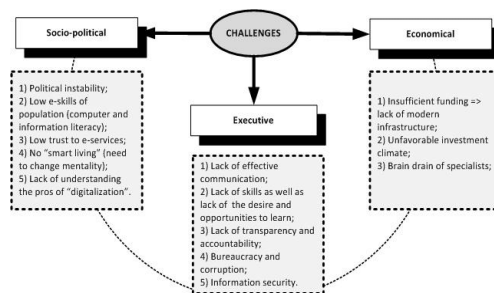 CHALLENGES
Socio-political
1) Political instability;
2) Low e-skills of
population (computer and
information literacy);
3) Low trust to e-services;
4) No "smart living" (need
to change mentality);
5) Lack of understanding
the pros of "digitalization".
Executive
1) Lack of effective
communication;
2) Lack of skills as well as
lack of the desire and
opportunities to learn;
3) Lack of transparency and
accountability;
4) Bureaucracy and
corruption;
5) Information security.
Economical
1) Insufficient funding =>
lack of modern
infrastructure;
2) Unfavorable investment
climate;
3) Brain drain of specialists;